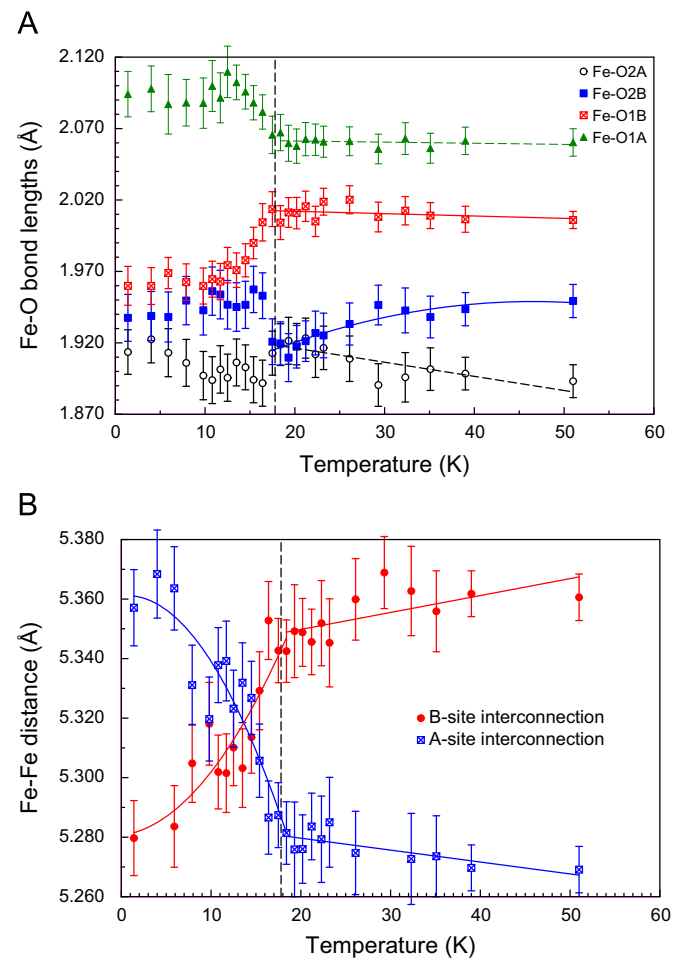 A
2.120
2.070
2.020
1.970
1.920
1.870
Fe-O bond lengths (Å)
Fe-O2A
Fe-O2B
Fe-O1B
Fe-O1A
0 10 20 30 40 50 60
Temperature (K)
B
5.380
5.360
5.340
5.320
5.300
5.280
5.260
Fe-Fe distance (Å)
B-site interconnection
A-site interconnection
0 10 20 30 40 50 60
Temperature (K)